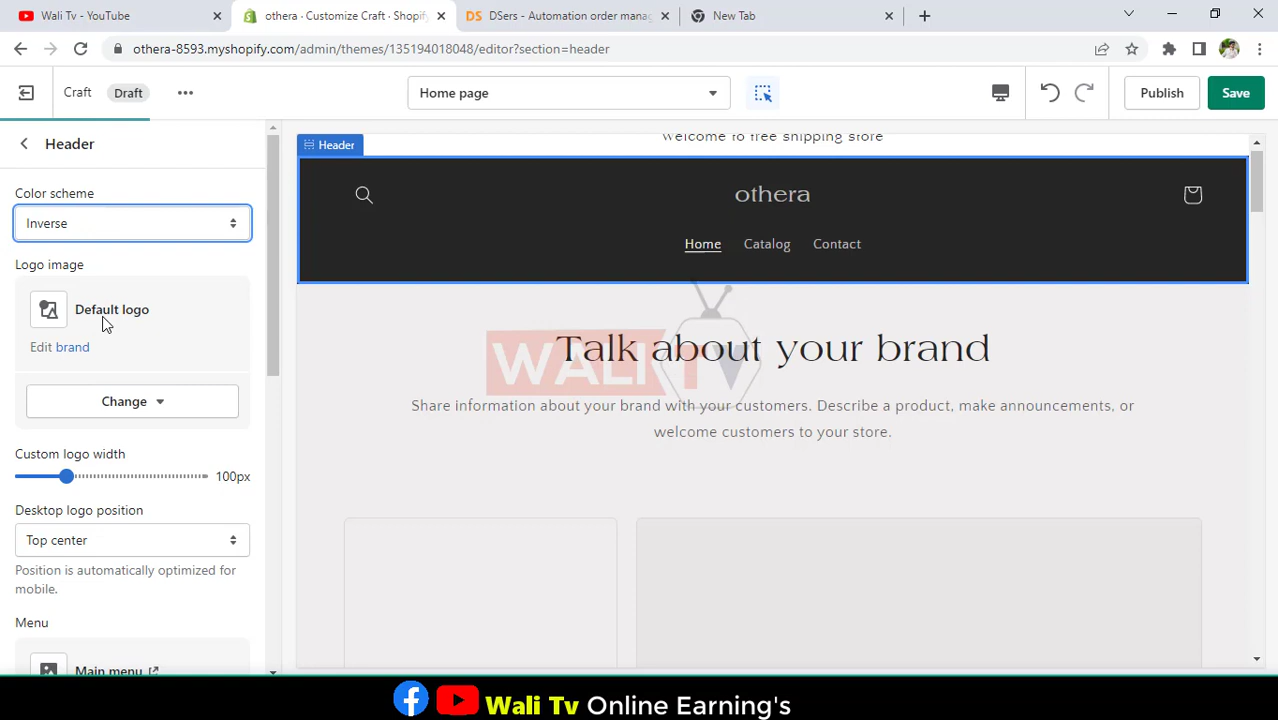 Wali Tv - YouTube
othera · Customize Craft · Shopify
DSers - Automation order manag
New Tab
othera-8593.myshopify.com/admin/themes/135194018048/editor?section=header
Craft
Draft
Home page
Publish
Save
Header
Color scheme
Inverse
Logo image
Default logo
Edit brand
Change
Custom logo width
100px
Desktop logo position
Top center
Position is automatically optimized for
mobile.
Menu
Main menu
Welcome to free shipping store
Header
othera
Home Catalog Contact
WALI TV
Talk about your brand
Share information about your brand with your customers. Describe a product, make announcements, or
welcome customers to your store.
Wali Tv Online Earning's